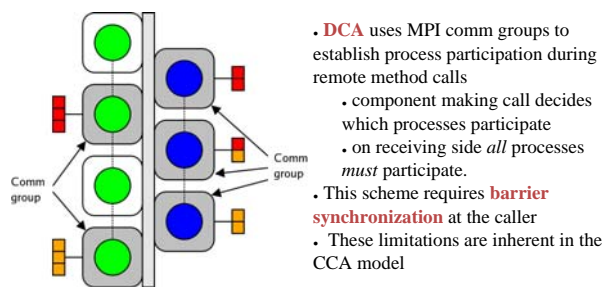 Comm
group
Comm
group
. DCA uses MPI comm groups to
establish process participation during
remote method calls
. component making call decides
which processes participate
. on receiving side all processes
must participate.
. This scheme requires barrier
synchronization at the caller
. These limitations are inherent in the
CCA model